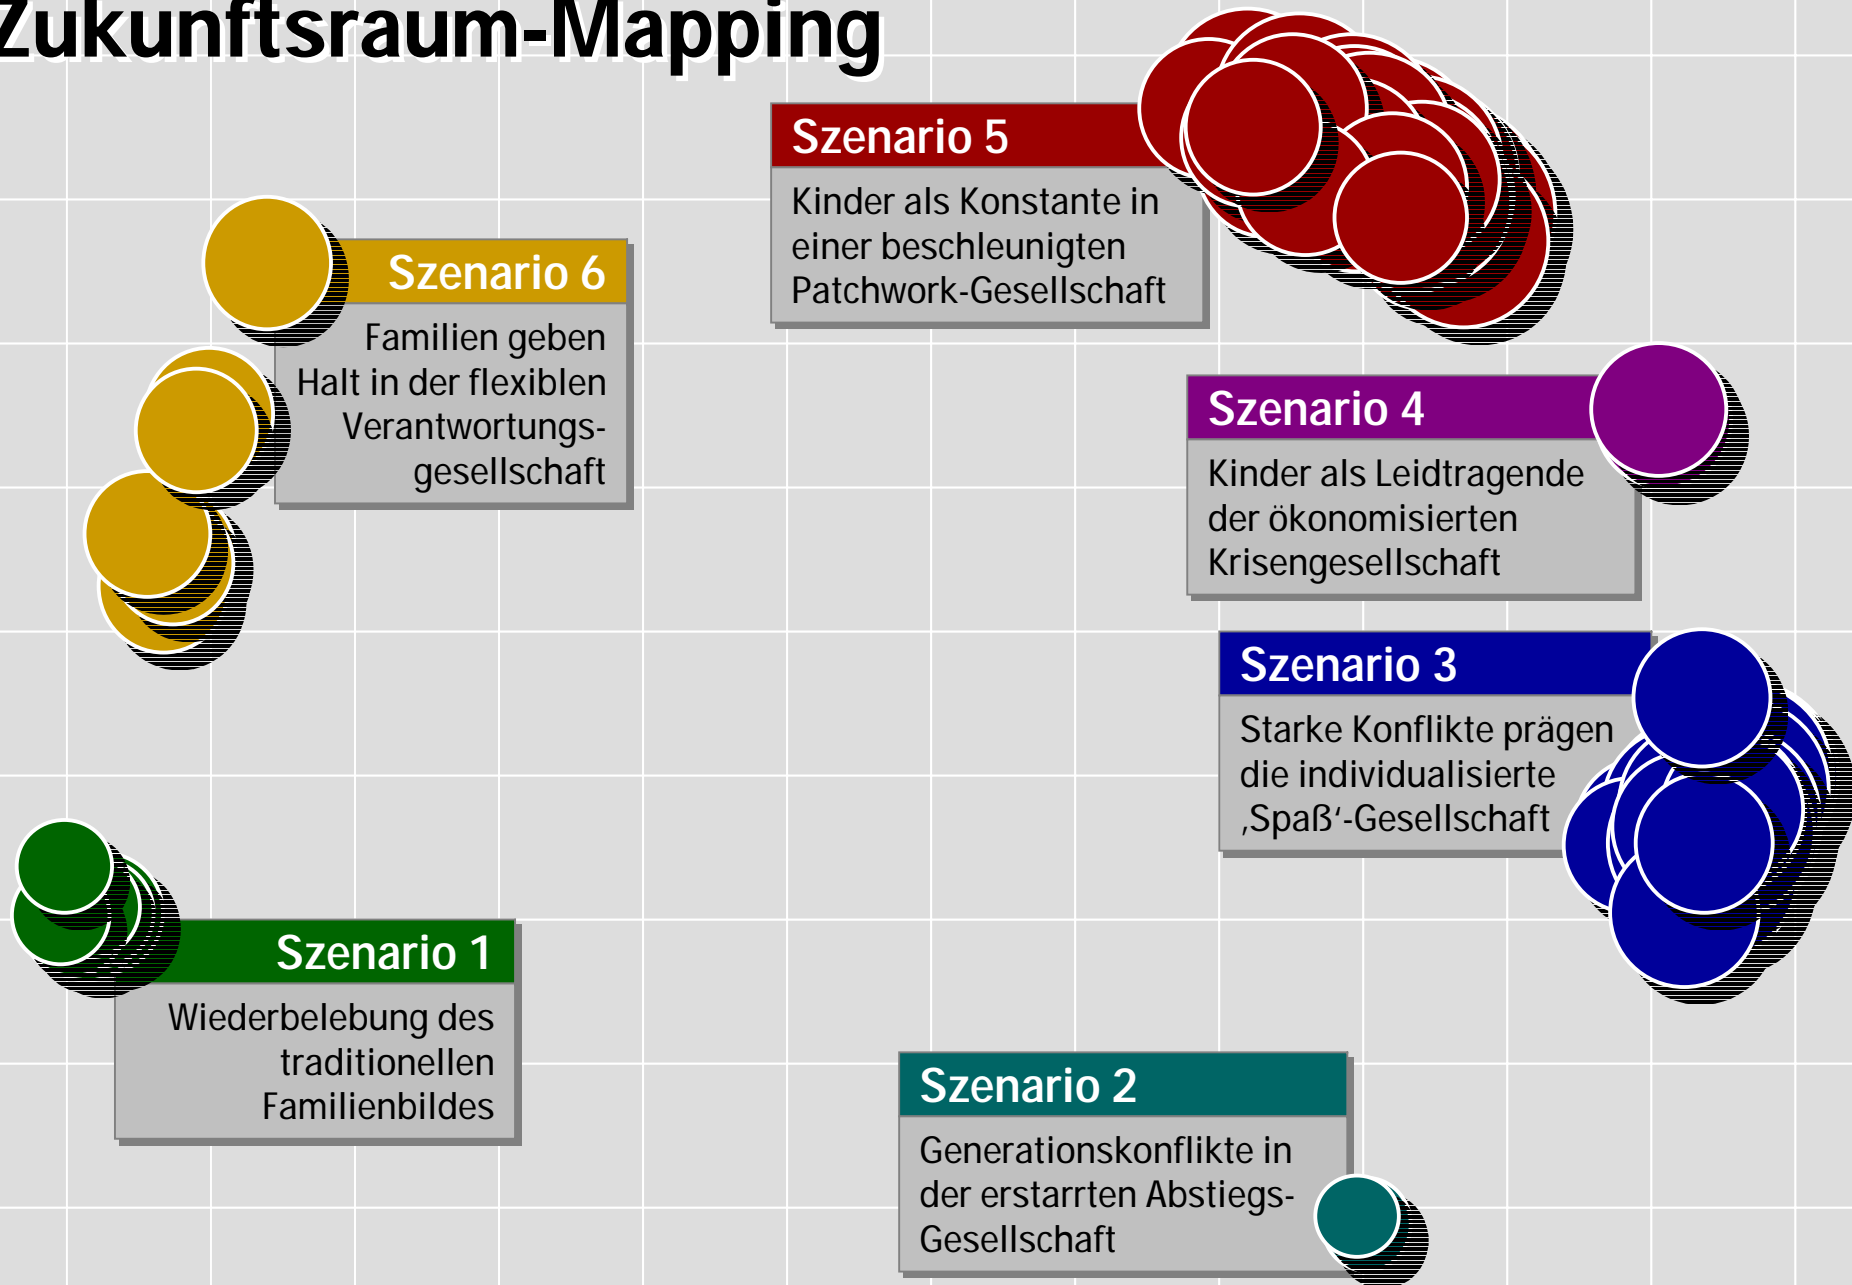 Zukunftsraum-Mapping
Szenario 5
Kinder als Konstante in
einer beschleunigten
Patchwork-Gesellschaft
Szenario 6
Familien geben
Halt in der flexiblen
Verantwortungs-
gesellschaft
Szenario 4
Kinder als Leidtragende
der ökonomisierten
Krisengesellschaft
Szenario 3
Starke Konflikte prägen
die individualisierte
‚Spaß‘-Gesellschaft
Szenario 1
Wiederbelebung des
traditionellen
Familienbildes
Szenario 2
Generationskonflikte in
der erstarrten Abstiegs-
Gesellschaft